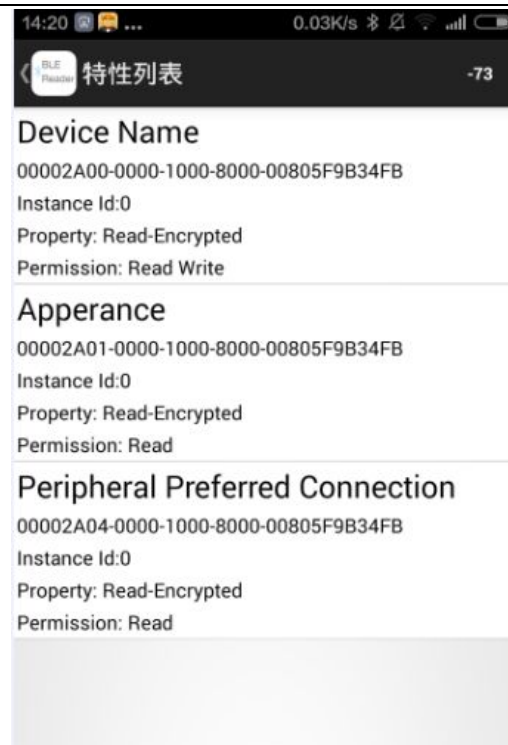 14:20 ...
0.03K/s
BLE
Reader
特性列表
-73
Device Name
00002A00-0000-1000-8000-00805F9B34FB
Instance Id:0
Property: Read-Encrypted
Permission: Read Write
Apperance
00002A01-0000-1000-8000-00805F9B34FB
Instance Id:0
Property: Read-Encrypted
Permission: Read
Peripheral Preferred Connection
00002A04-0000-1000-8000-00805F9B34FB
Instance Id:0
Property: Read-Encrypted
Permission: Read